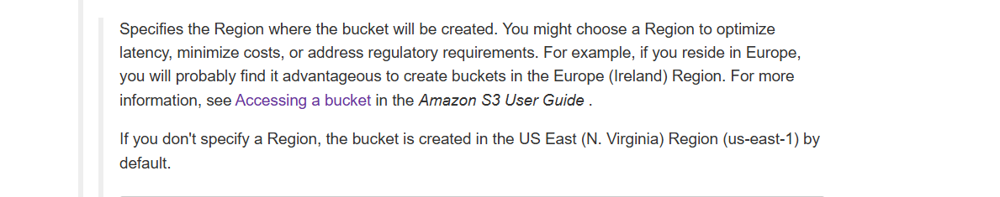 Specifies the Region where the bucket will be created. You might choose a Region to optimize
latency, minimize costs, or address regulatory requirements. For example, if you reside in Europe,
you will probably find it advantageous to create buckets in the Europe (Ireland) Region. For more
information, see Accessing a bucket in the Amazon S3 User Guide .
If you don't specify a Region, the bucket is created in the US East (N. Virginia) Region (us-east-1) by
default.